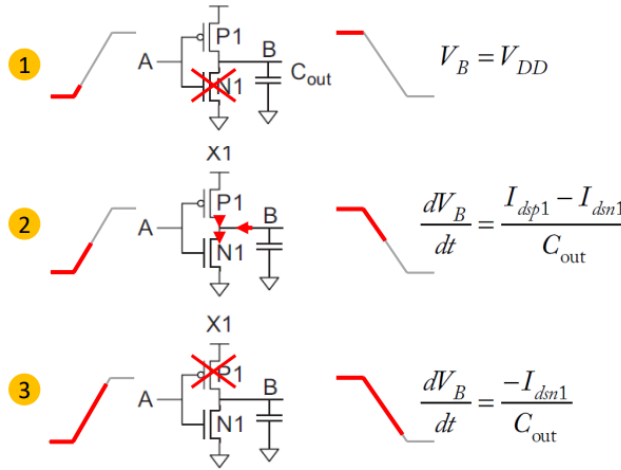 1
A
P1
N1
B
C_out
V_B = V_DD
X1
2
A
P1
N1
B
dV_B/dt = (I_dsp1 − I_dsn1)/C_out
X1
3
A
P1
N1
B
dV_B/dt = −I_dsn1/C_out